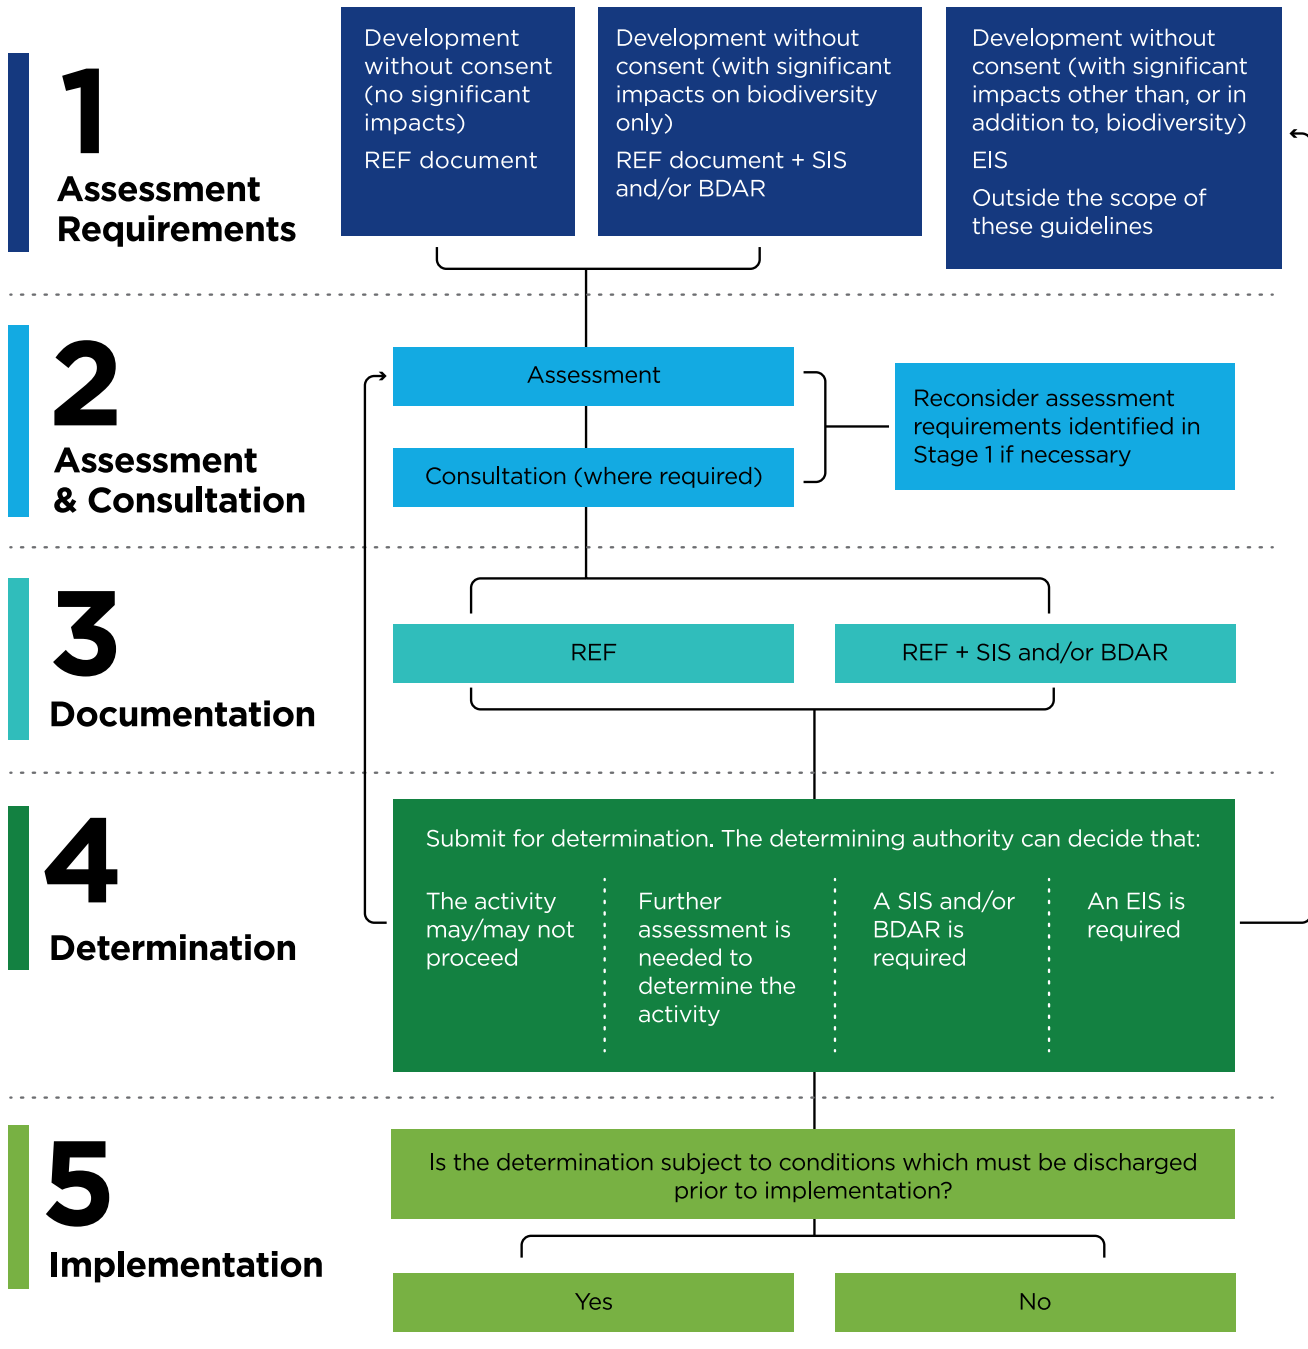 1
Assessment
Requirements
Development
without consent
(no significant
impacts)
REF document
Development without
consent (with significant
impacts on biodiversity
only)
REF document + SIS
and/or BDAR
Development without
consent (with significant
impacts other than, or in
addition to, biodiversity)
EIS
Outside the scope of
these guidelines
2
Assessment
& Consultation
Assessment
Consultation (where required)
Reconsider assessment
requirements identified in
Stage 1 if necessary
3
Documentation
REF
REF + SIS and/or BDAR
4
Determination
Submit for determination. The determining authority can decide that:
The activity
may/may not
proceed
Further
assessment is
needed to
determine the
activity
A SIS and/or
BDAR is
required
An EIS is
required
5
Implementation
Is the determination subject to conditions which must be discharged
prior to implementation?
Yes
No